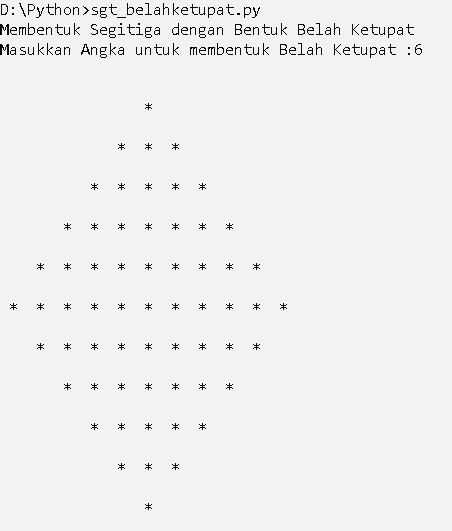 D:\Python>sgt_belahketupat.py
Membentuk Segitiga dengan Bentuk Belah Ketupat
Masukkan Angka untuk membentuk Belah Ketupat :6
*
* * *
* * * * *
* * * * * * *
* * * * * * * * *
* * * * * * * * * * *
* * * * * * * * *
* * * * * * *
* * * * *
* * *
*